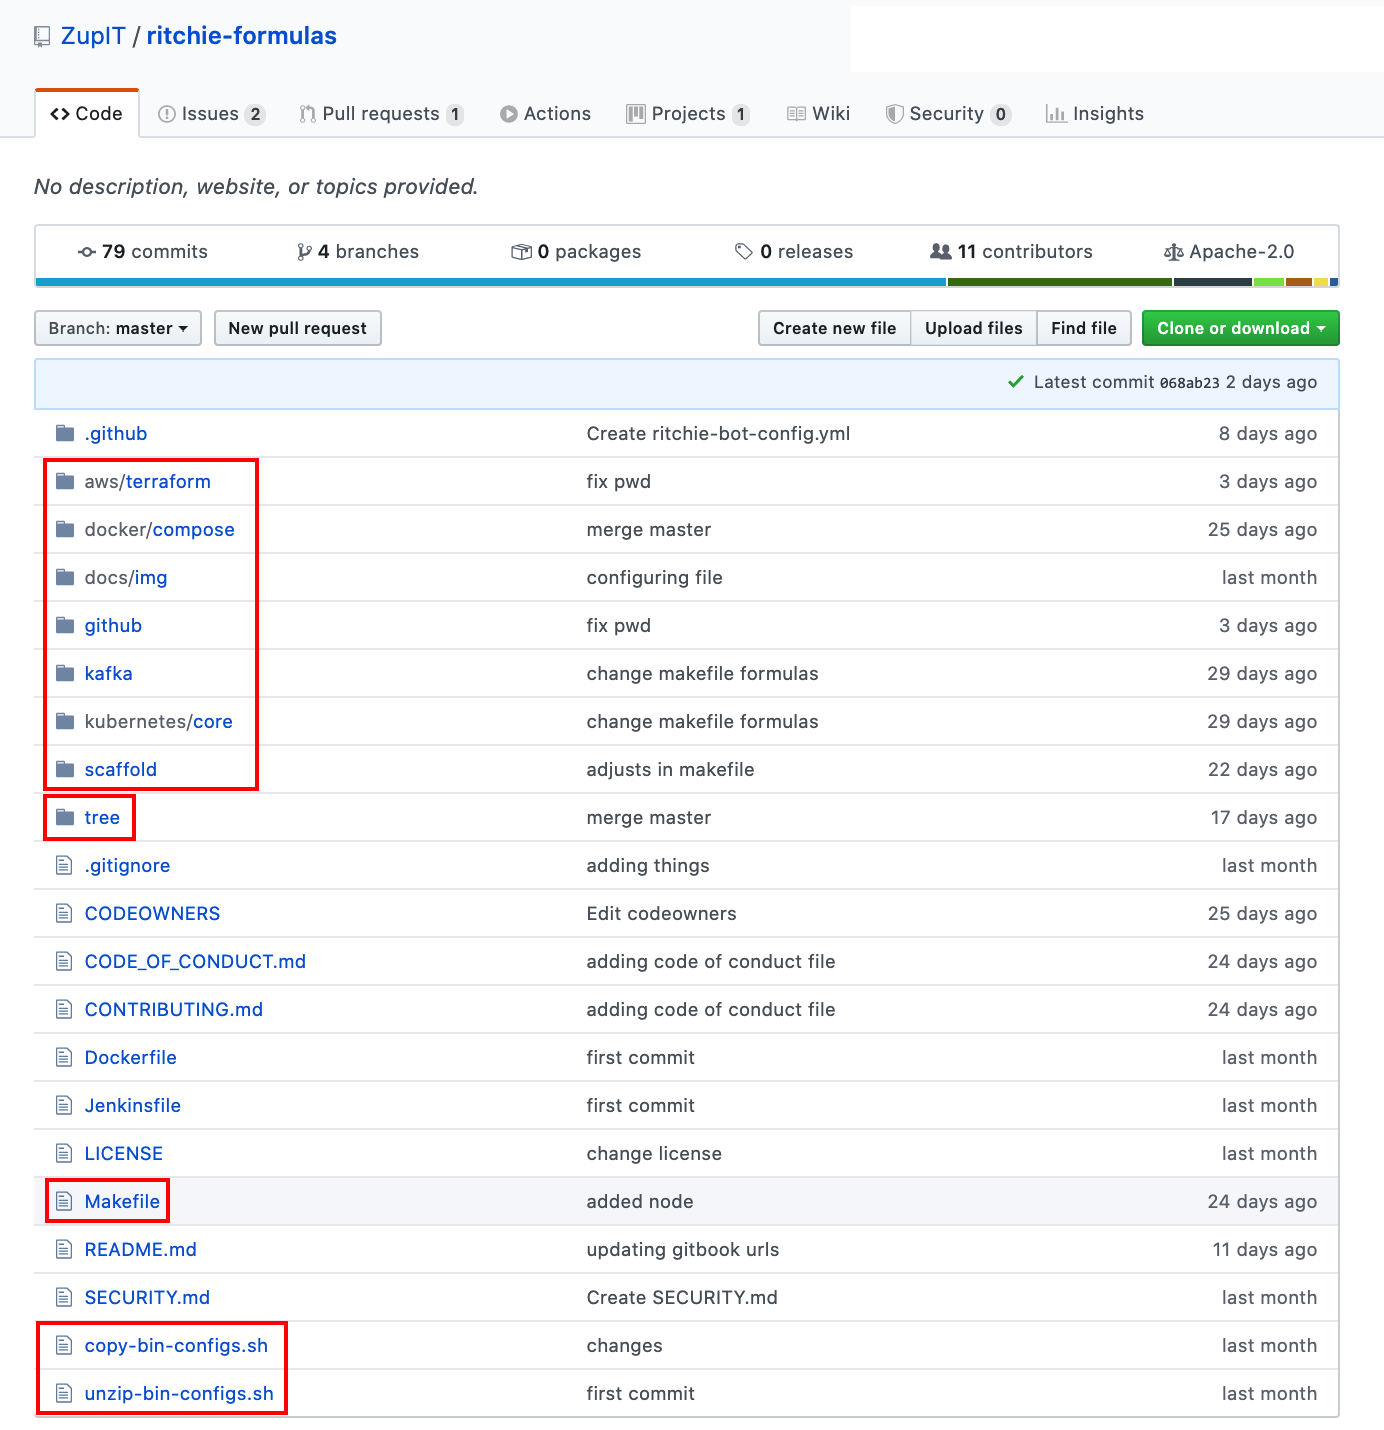 ZupIT / ritchie-formulas
Code Issues 2 Pull requests 1 Actions Projects 1 Wiki Security 0 Insights
No description, website, or topics provided.
79 commits 4 branches 0 packages 0 releases 11 contributors Apache-2.0
Branch: master New pull request Create new file Upload files Find file Clone or download
Latest commit 068ab23 2 days ago
.github Create ritchie-bot-config.yml 8 days ago
aws/terraform fix pwd 3 days ago
docker/compose merge master 25 days ago
docs/img configuring file last month
github fix pwd 3 days ago
kafka change makefile formulas 29 days ago
kubernetes/core change makefile formulas 29 days ago
scaffold adjusts in makefile 22 days ago
tree merge master 17 days ago
.gitignore adding things last month
CODEOWNERS Edit codeowners 25 days ago
CODE_OF_CONDUCT.md adding code of conduct file 24 days ago
CONTRIBUTING.md adding code of conduct file 24 days ago
Dockerfile first commit last month
Jenkinsfile first commit last month
LICENSE change license last month
Makefile added node 24 days ago
README.md updating gitbook urls 11 days ago
SECURITY.md Create SECURITY.md last month
copy-bin-configs.sh changes last month
unzip-bin-configs.sh first commit last month